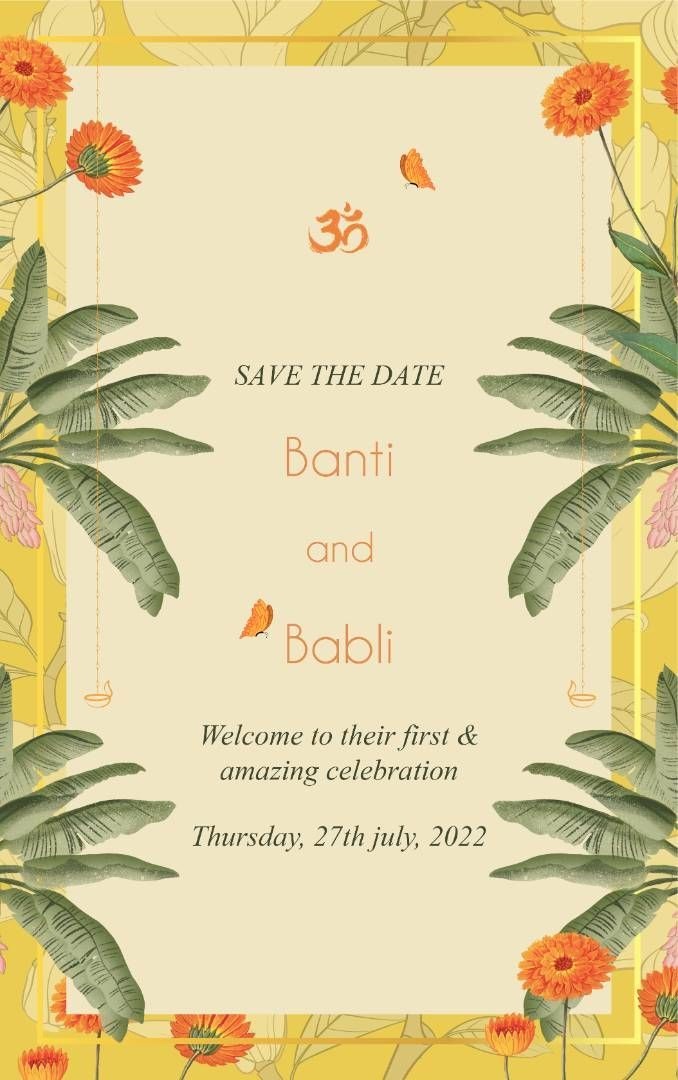 ॐ
SAVE THE DATE
Banti
and
Babli
Welcome to their first &
amazing celebration
Thursday, 27th july, 2022